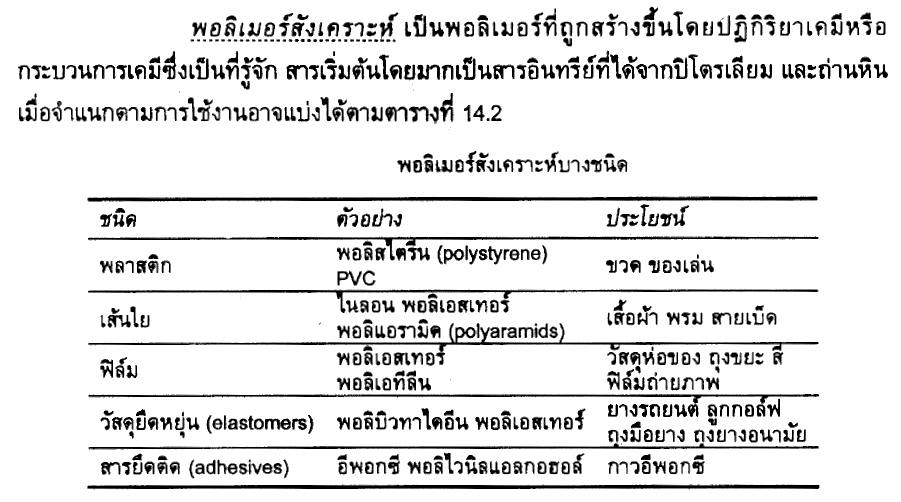 พอลิเมอร์สังเคราะห์ เป็นพอลิเมอร์ที่ถูกสร้างขึ้นโดยปฏิกิริยาเคมีหรือ
กระบวนการเคมีซึ่งเป็นที่รู้จัก สารเริ่มต้นโดยมากเป็นสารอินทรีย์ที่ได้จากปิโตรเลียม และถ่านหิน
เมื่อจำแนกตามการใช้งานอาจแบ่งได้ตามตารางที่ 14.2
พอลิเมอร์สังเคราะห์บางชนิด
ชนิด ตัวอย่าง ประโยชน์
พลาสติก พอลิสไตรีน (polystyrene) ขวด ของเล่น
PVC
เส้นใย ไนลอน พอลิเอสเทอร์ เสื้อผ้า พรม สายเบ็ด
พอลิแอรามิด (polyaramids)
ฟิล์ม พอลิเอสเทอร์ วัสดุห่อของ ถุงขยะ สี
พอลิเอทีลีน ฟิล์มถ่ายภาพ
วัสดุยืดหยุ่น (elastomers) พอลิบิวทาไดอีน พอลิเอสเทอร์ ยางรถยนต์ ลูกกอล์ฟ
ถุงมือยาง ถุงยางอนามัย
สารยึดติด (adhesives) อีพอกซี พอลิไวนิลแอลกอฮอล์ กาวอีพอกซี